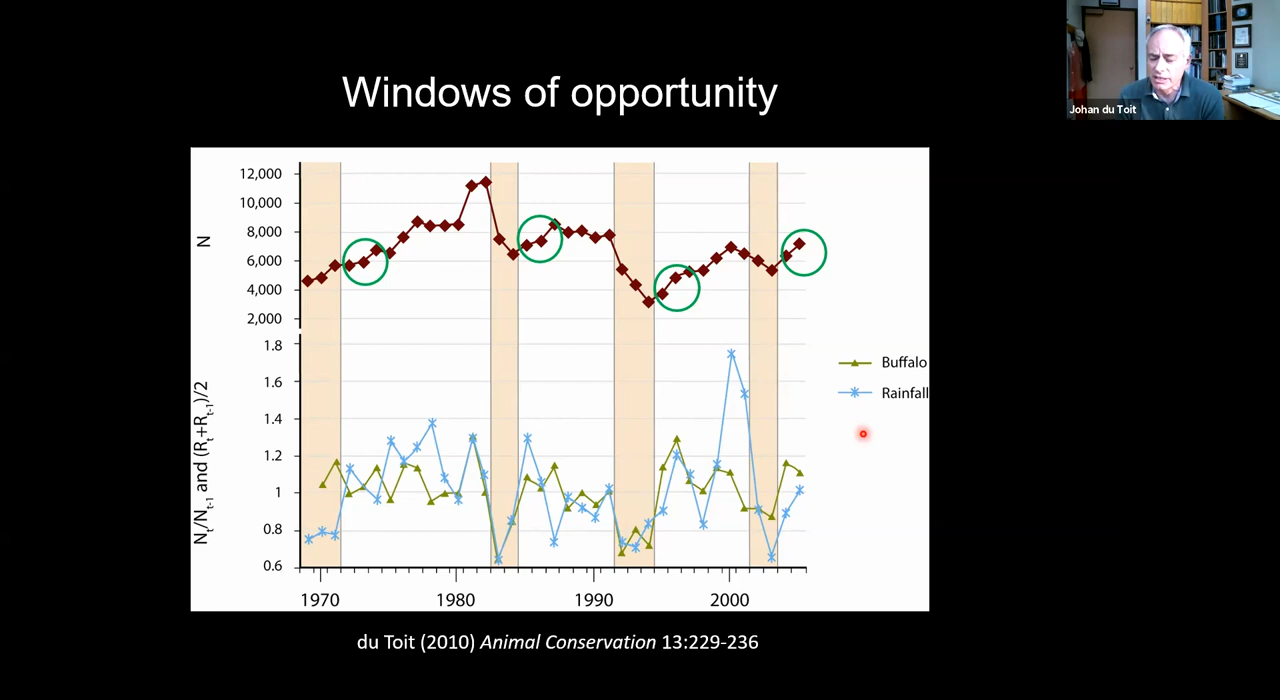 Windows of opportunity
Johan du Toit
12,000
10,000
8,000
6,000
4,000
2,000
N
1.8
1.6
1.4
1.2
1
0.8
0.6
Nt/Nt-1 and (Rt+Rt-1)/2
1970 1980 1990 2000
Buffalo
Rainfall
du Toit (2010) Animal Conservation 13:229-236